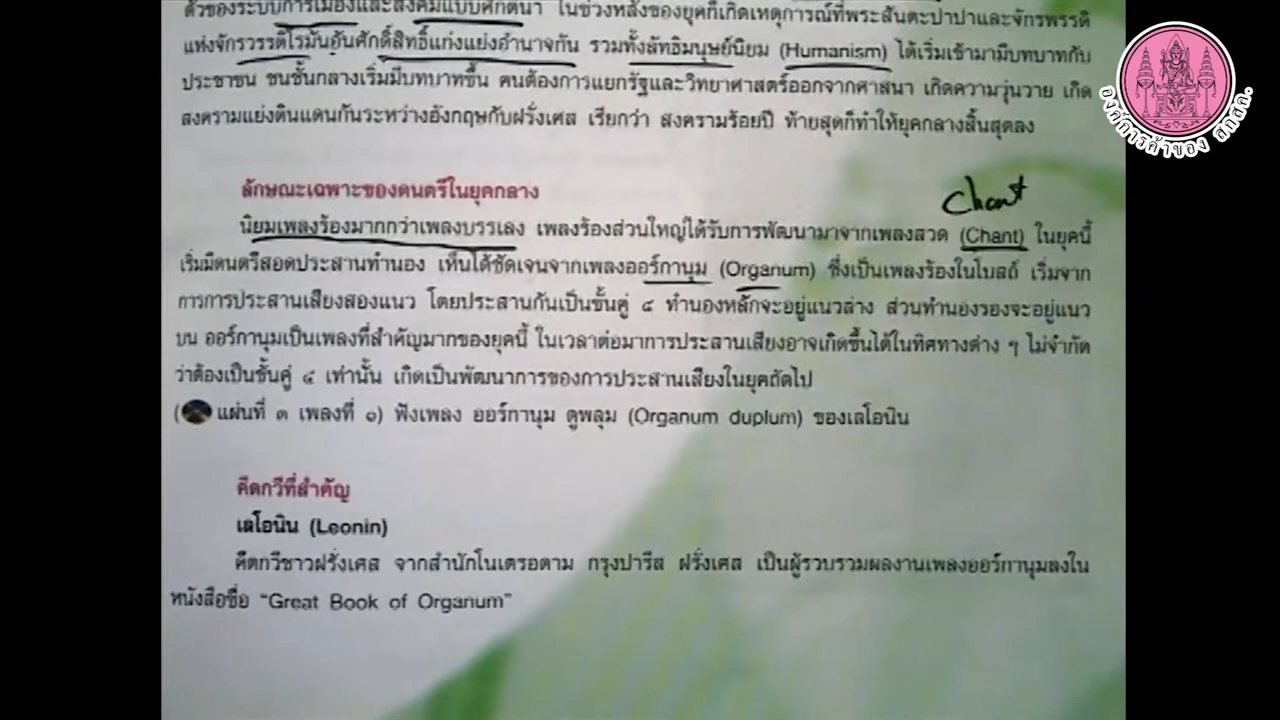 ตัวของระบบการเมืองและสังคมแบบศักดินา ในช่วงหลังของยุคก็เกิดเหตุการณ์ที่พระสันตะปาปาและจักรพรรดิ
แห่งจักรวรรดิโรมันอันศักดิ์สิทธิ์แก่งแย่งอำนาจกัน รวมทั้งลัทธิมนุษย์นิยม (Humanism) ได้เริ่มเข้ามามีบทบาทกับ
ประชาชน ชนชั้นกลางเริ่มมีบทบาทขึ้น คนต้องการแยกรัฐและวิทยาศาสตร์ออกจากศาสนา เกิดความวุ่นวาย เกิด
สงครามแย่งดินแดนกันระหว่างอังกฤษกับฝรั่งเศส เรียกว่า สงครามร้อยปี ท้ายสุดก็ทำให้ยุคกลางสิ้นสุดลง
องค์การค้าของ สกสค.
ลักษณะเฉพาะของดนตรีในยุคกลาง
Chant
นิยมเพลงร้องมากกว่าเพลงบรรเลง เพลงร้องส่วนใหญ่ได้รับการพัฒนามาจากเพลงสวด (Chant) ในยุคนี้
เริ่มมีดนตรีสอดประสานทำนอง เห็นได้ชัดเจนจากเพลงออร์กานุม (Organum) ซึ่งเป็นเพลงร้องในโบสถ์ เริ่มจาก
การการประสานเสียงสองแนว โดยประสานกันเป็นขั้นคู่ ๔ ทำนองหลักจะอยู่แนวล่าง ส่วนทำนองรองจะอยู่แนว
บน ออร์กานุมเป็นเพลงที่สำคัญมากของยุคนี้ ในเวลาต่อมาการประสานเสียงอาจเกิดขึ้นได้ในทิศทางต่าง ๆ ไม่จำกัด
ว่าต้องเป็นขั้นคู่ ๔ เท่านั้น เกิดเป็นพัฒนาการของการประสานเสียงในยุคถัดไป
( แผ่นที่ ๓ เพลงที่ ๑) ฟังเพลง ออร์กานุม ดูพลุม (Organum duplum) ของเลโอนิน
คีตกวีที่สำคัญ
เลโอนิน (Leonin)
คีตกวีชาวฝรั่งเศส จากสำนักโนเตรอดาม กรุงปารีส ฝรั่งเศส เป็นผู้รวบรวมผลงานเพลงออร์กานุมลงใน
หนังสือชื่อ "Great Book of Organum"